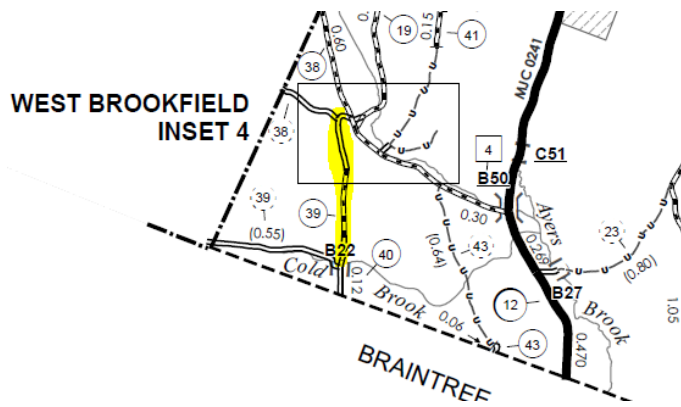 19
0.15
41
0.60
38
MJC 0241
WEST BROOKFIELD
INSET 4
38
4
C51
B50
39
(0.55)
39
0.30
Ayers
23
B22
40
(0.64)
43
0.269
(0.80)
Cold
0.12
Brook
12
B27
Brook
1.05
0.06
43
0.470
BRAINTREE